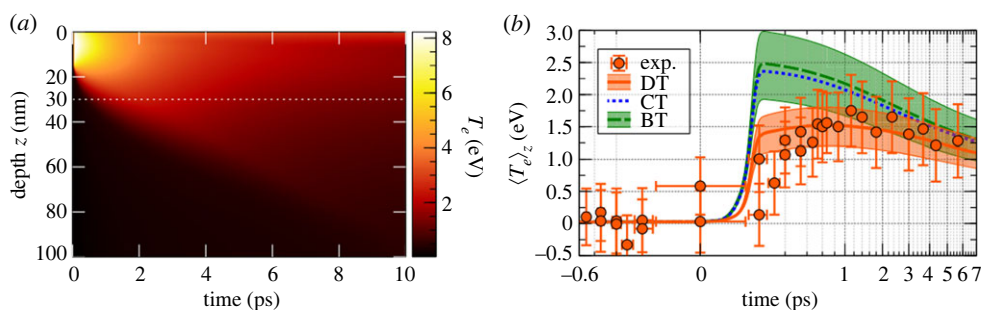 (a)
0
20
30
40
60
80
100
depth z (nm)
0 2 4 6 8 10
time (ps)
8
6
4
2
T_e (eV)
(b)
3.0
2.5
2.0
1.5
1.0
0.5
0
−0.5
⟨T_e⟩_z (eV)
exp.
DT
CT
BT
−0.6 0 1 2 3 4 5 6 7
time (ps)